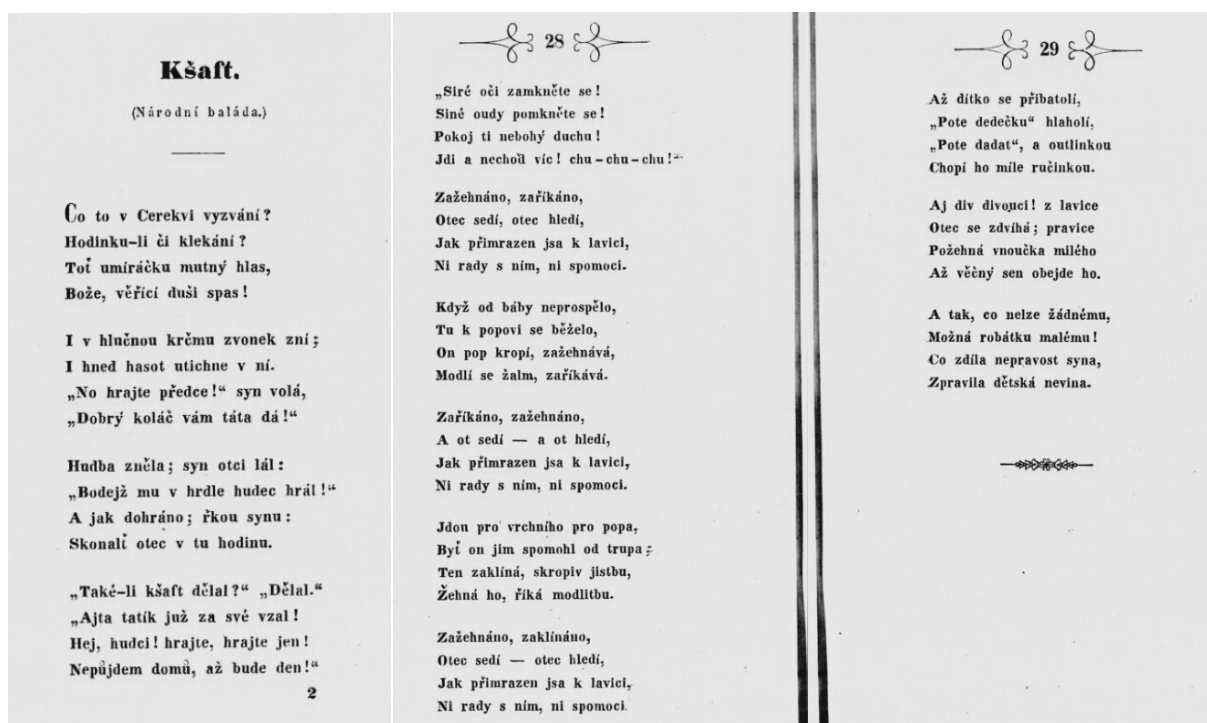 Kšaft.
(Národní baláda.)
Co to v Cerekvi vyzvání?
Hodinku-li či klekání?
Toť umíráčku mutný hlas,
Bože, věřící duši spas!
I v hlučnou krčmu zvonek zní;
I hned hasot utichne v ní.
„No hrajte předce!“ syn volá,
„Dobrý koláč vám táta dá!“
Hudba zněla; syn otci lál:
„Bodejž mu v hrdle hudec hrál!“
A jak dohráno; řkou synu:
Skonalť otec v tu hodinu.
„Také-li kšaft dělal?“ „Dělal.“
„Ajta tatík juž za své vzal!
Hej, hudci! hrajte, hrajte jen!
Nepůjdem domů, až bude den!“
2
28
„Siré oči zamkněte se!
Siné oudy pomkněte se!
Pokoj ti nebohý duchu!
Jdi a nechoď víc! chu-chu-chu!“
Zažehnáno, zaříkáno,
Otec sedí, otec hledí,
Jak přimrazen jsa k lavici,
Ni rady s ním, ni spomoci.
Když od báby neprospělo,
Tu k popovi se běželo,
On pop kropí, zažehnává,
Modlí se žalm, zaříkává.
Zaříkáno, zažehnáno,
A ot sedí — a ot hledí,
Jak přimrazen jsa k lavici,
Ni rady s ním, ni spomoci.
Jdou pro vrchního pro popa,
Byť on jim spomohl od trupa;
Ten zaklíná, skropiv jistbu,
Žehná ho, říká modlitbu.
Zažehnáno, zaklínáno,
Otec sedí — otec hledí,
Jak přimrazen jsa k lavici,
Ni rady s ním, ni spomoci.
29
Až dítko se přibatolí,
„Pote dedečku“ hlaholí,
„Pote dadat“, a outlinkou
Chopí ho míle ručinkou.
Aj div divoucí! z lavice
Otec se zdvíhá; pravice
Požehná vnoučka milého
Až věčný sen obejde ho.
A tak, co nelze žádnému,
Možná robátku malému!
Co zdíla nepravost syna,
Zpravila dětská nevina.